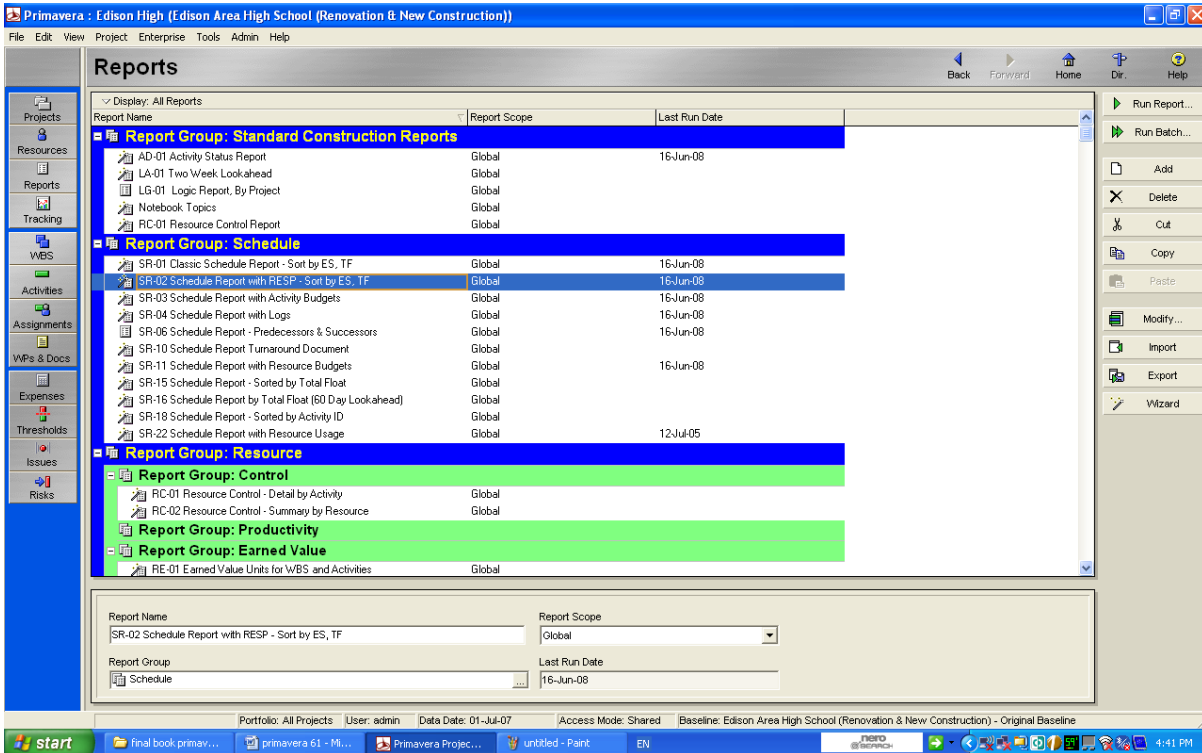 Primavera : Edison High (Edison Area High School (Renovation & New Construction))
File Edit View Project Enterprise Tools Admin Help
Reports
Back Forward Home Dir. Help
Display: All Reports
Report Name Report Scope Last Run Date
Report Group: Standard Construction Reports
AD-01 Activity Status Report Global 16-Jun-08
LA-01 Two Week Lookahead Global
LG-01 Logic Report, By Project Global
Notebook Topics Global
RC-01 Resource Control Report Global
Report Group: Schedule
SR-01 Classic Schedule Report - Sort by ES, TF Global 16-Jun-08
SR-02 Schedule Report with RESP - Sort by ES, TF Global 16-Jun-08
SR-03 Schedule Report with Activity Budgets Global 16-Jun-08
SR-04 Schedule Report with Logs Global 16-Jun-08
SR-06 Schedule Report - Predecessors & Successors Global 16-Jun-08
SR-10 Schedule Report Turnaround Document Global
SR-11 Schedule Report with Resource Budgets Global 16-Jun-08
SR-15 Schedule Report - Sorted by Total Float Global
SR-16 Schedule Report by Total Float (60 Day Lookahead) Global
SR-18 Schedule Report - Sorted by Activity ID Global
SR-22 Schedule Report with Resource Usage Global 12-Jul-05
Report Group: Resource
Report Group: Control
RC-01 Resource Control - Detail by Activity Global
RC-02 Resource Control - Summary by Resource Global
Report Group: Productivity
Report Group: Earned Value
RE-01 Earned Value Units for WBS and Activities Global
Projects
Resources
Reports
Tracking
WBS
Activities
Assignments
WPs & Docs
Expenses
Thresholds
Issues
Risks
Run Report...
Run Batch...
Add
Delete
Cut
Copy
Paste
Modify...
Import
Export
Wizard
Report Name Report Scope
SR-02 Schedule Report with RESP - Sort by ES, TF Global
Report Group Last Run Date
Schedule ... 16-Jun-08
Portfolio: All Projects User: admin Data Date: 01-Jul-07 Access Mode: Shared Baseline: Edison Area High School (Renovation & New Construction) - Original Baseline
start final book primav... primavera 61 - Mi... Primavera Projec... untitled - Paint EN nero SEARCH 59 4:41 PM